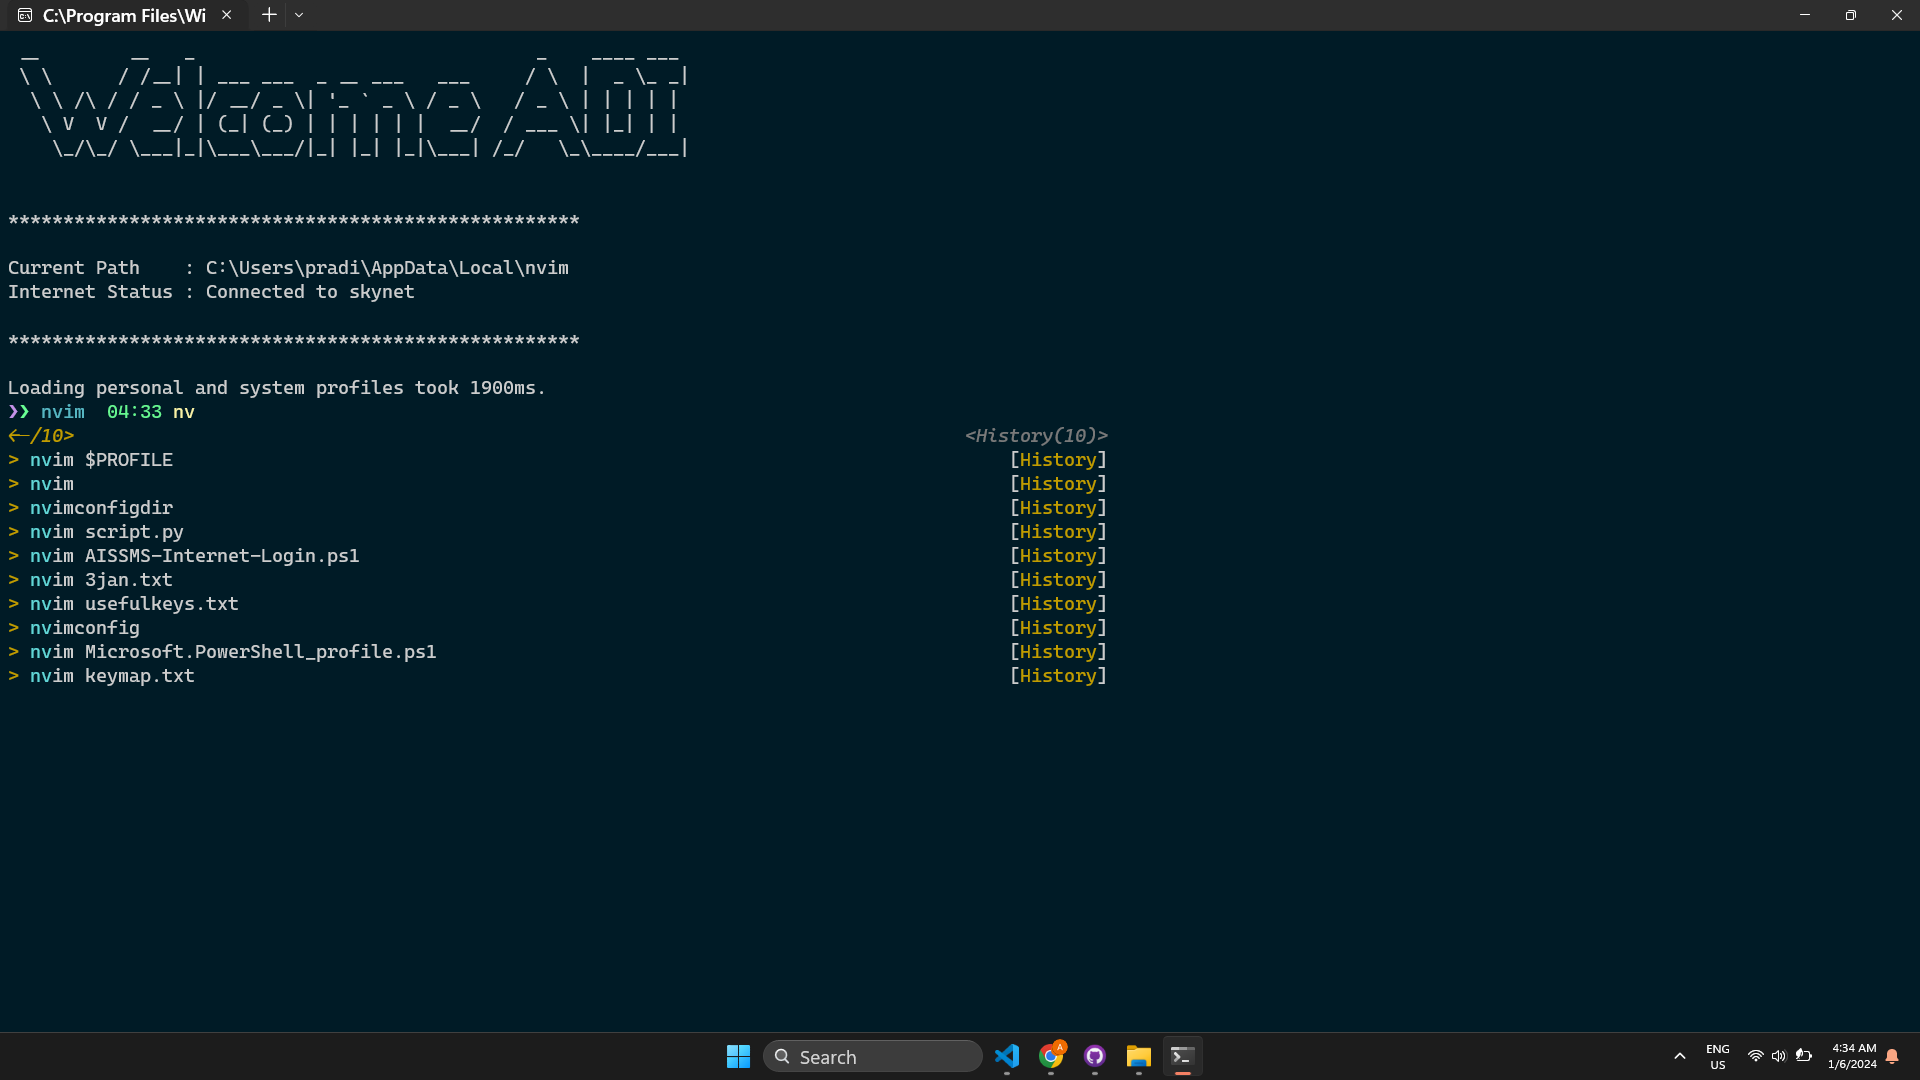 C:\Program Files\Wi
 __        __   _                               _    ____ ___
 \ \      / /__| | ___ ___  _ __ ___   ___     / \  |  _ \_ _|
  \ \ /\ / / _ \ |/ __/ _ \| '_ ` _ \ / _ \   / _ \ | | | | |
   \ V  V /  __/ | (_| (_) | | | | | |  __/  / ___ \| |_| | |
    \_/\_/ \___|_|\___\___/|_| |_| |_|\___| /_/   \_\____/___|
****************************************************
Current Path    : C:\Users\pradi\AppData\Local\nvim
Internet Status : Connected to skynet
****************************************************
Loading personal and system profiles took 1900ms.
❯❯ nvim  04:33 nv
<-/10> <History(10)>
> nvim $PROFILE [History]
> nvim [History]
> nvimconfigdir [History]
> nvim script.py [History]
> nvim AISSMS-Internet-Login.ps1 [History]
> nvim 3jan.txt [History]
> nvim usefulkeys.txt [History]
> nvimconfig [History]
> nvim Microsoft.PowerShell_profile.ps1 [History]
> nvim keymap.txt [History]
Search
A
ENG
US
4:34 AM
1/6/2024